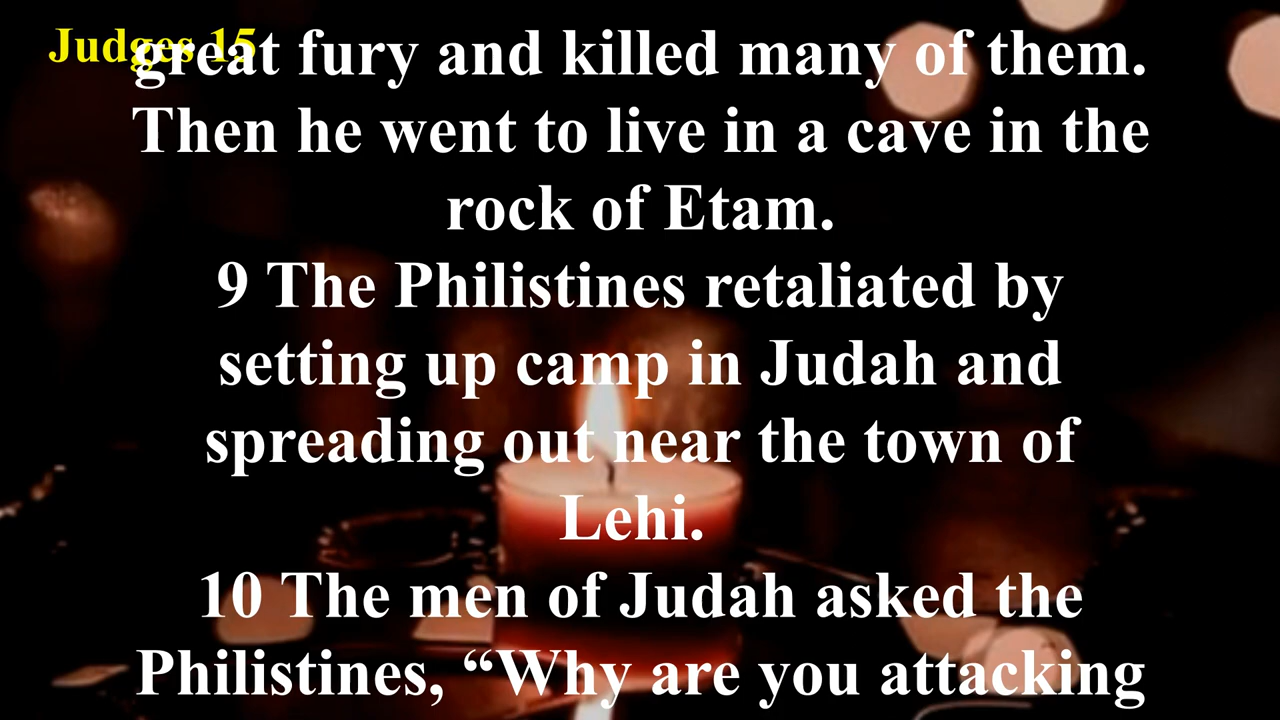 Judges 15
great fury and killed many of them.
Then he went to live in a cave in the
rock of Etam.
9 The Philistines retaliated by
setting up camp in Judah and
spreading out near the town of
Lehi.
10 The men of Judah asked the
Philistines, “Why are you attacking